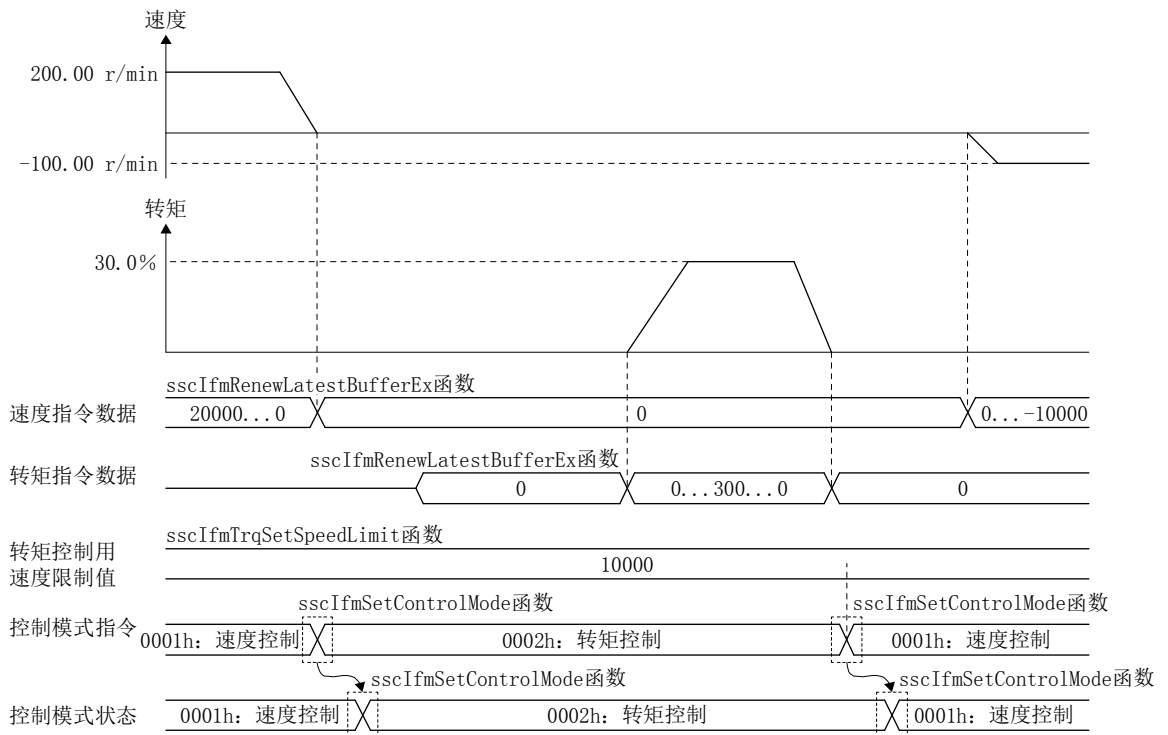 速度
200.00 r/min
-100.00 r/min
转矩
30.0%
sscIfmRenewLatestBufferEx函数
速度指令数据
20000...0
0
0...-10000
sscIfmRenewLatestBufferEx函数
转矩指令数据
0
0...300...0
0
sscIfmTrqSetSpeedLimit函数
转矩控制用
速度限制值
10000
sscIfmSetControlMode函数
sscIfmSetControlMode函数
控制模式指令
0001h: 速度控制
0002h: 转矩控制
0001h: 速度控制
sscIfmSetControlMode函数
sscIfmSetControlMode函数
控制模式状态
0001h: 速度控制
0002h: 转矩控制
0001h: 速度控制